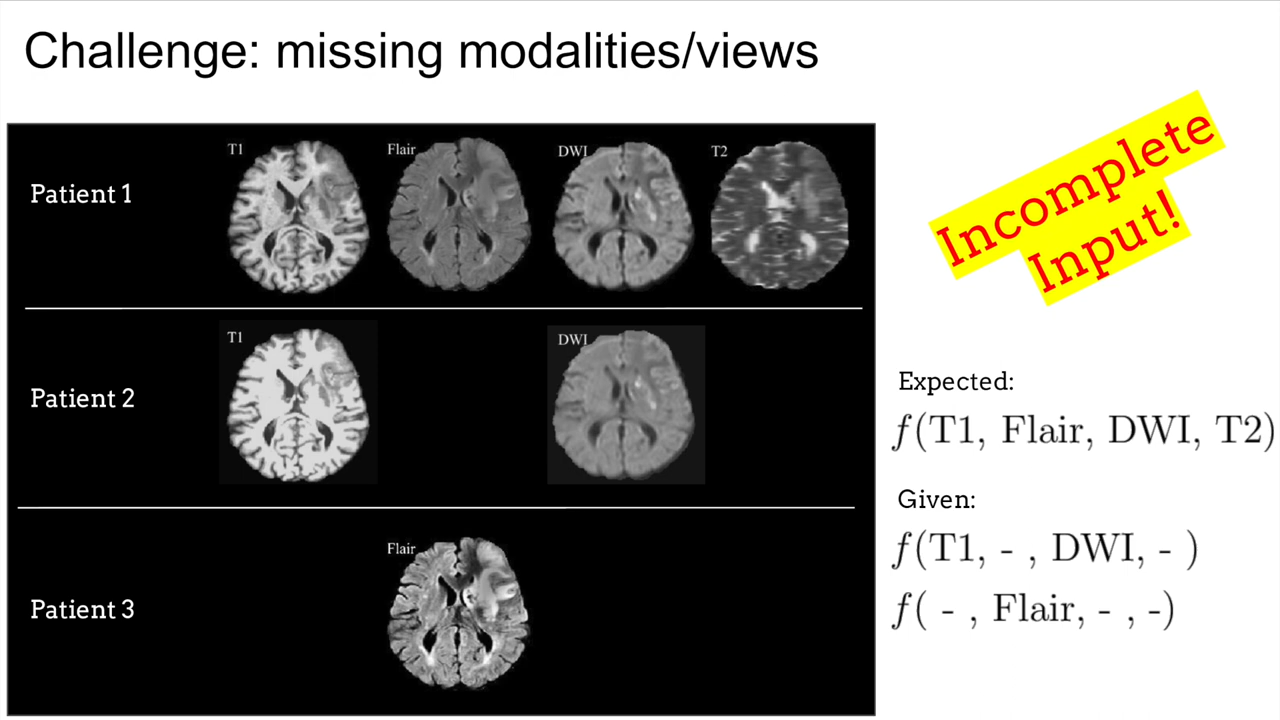 Challenge: missing modalities/views
T1
Flair
DWI
T2
Patient 1
Incomplete
Input!
T1
DWI
Patient 2
Expected:
f(T1, Flair, DWI, T2)
Given:
f(T1, - , DWI, - )
Flair
Patient 3
f( - , Flair, - , -)